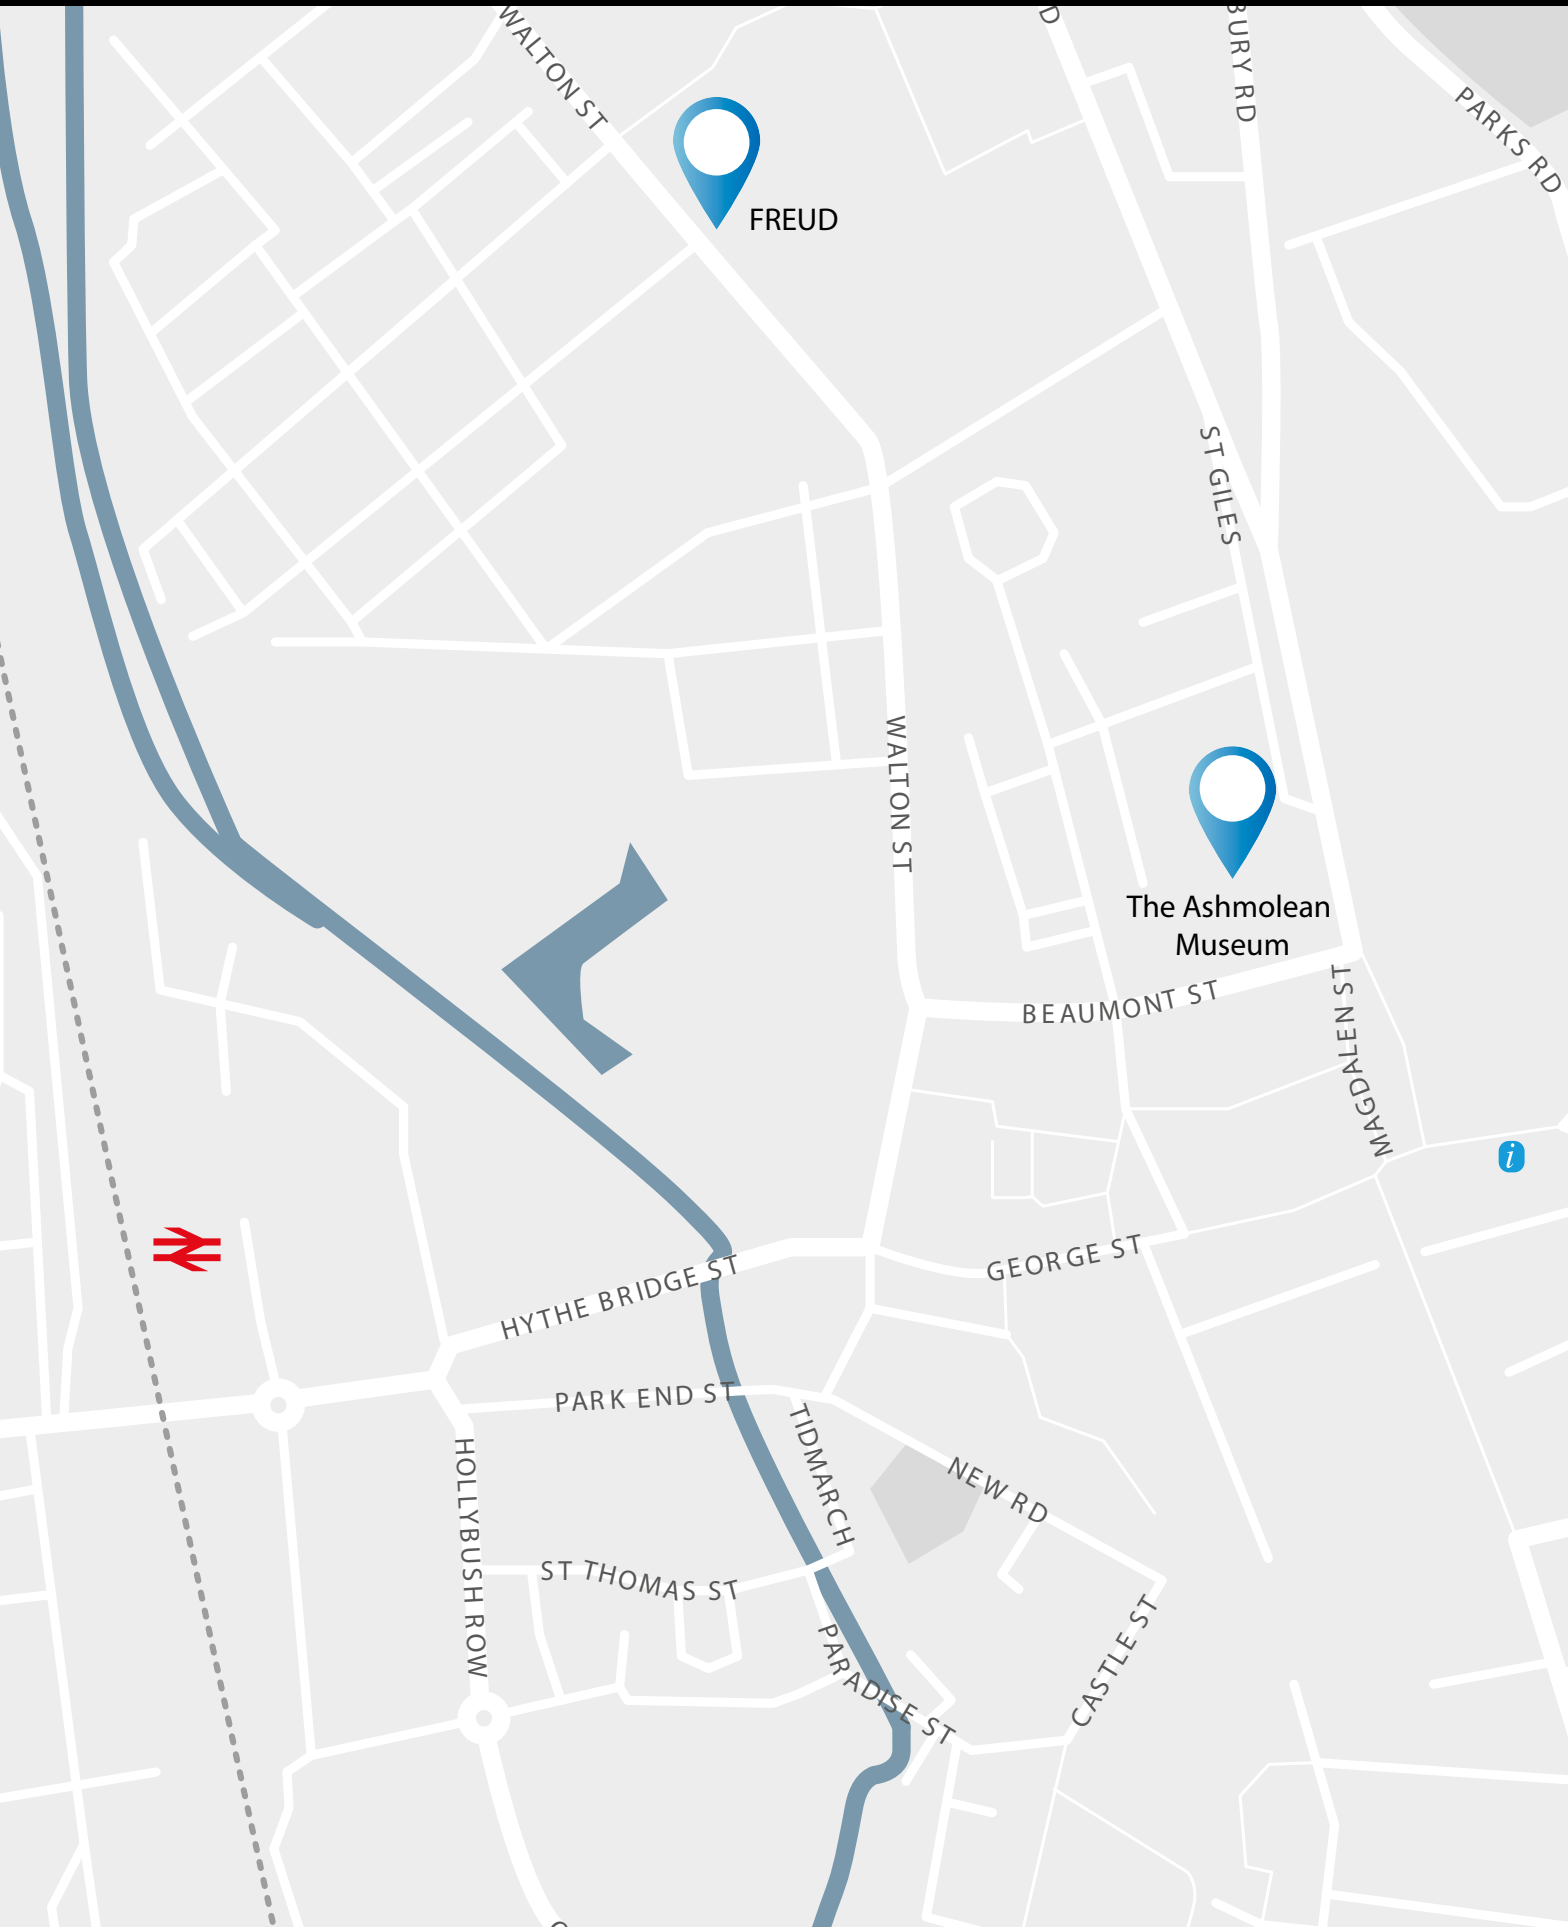 WALTON ST
D
BURY RD
PARKS RD
FREUD
ST GILES
WALTON ST
The Ashmolean
Museum
BEAUMONT ST
MAGDALEN ST
i
GEORGE ST
HYTHE BRIDGE ST
PARK END ST
TIDMARCH
HOLLYBUSH ROW
NEW RD
ST THOMAS ST
CASTLE ST
PARADISE ST